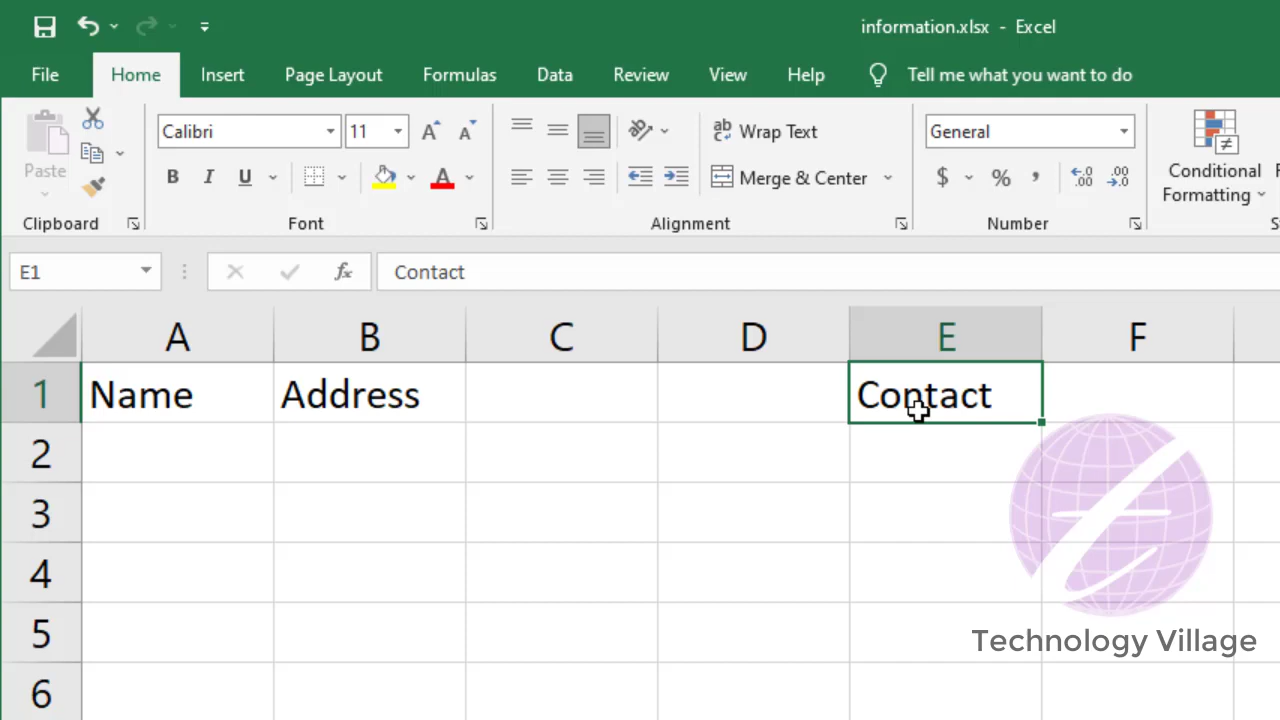 information.xlsx - Excel
File Home Insert Page Layout Formulas Data Review View Help Tell me what you want to do
Calibri 11 A A ab Wrap Text General
Paste B I U A Merge & Center $ % , .00 .00 Conditional
Formatting
Clipboard Font Alignment Number
E1 fx Contact
A B C D E F
1 Name Address Contact
2
3
4
5
6
Technology Village